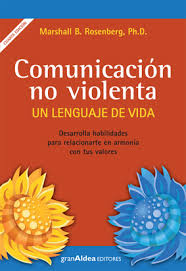 Marshall B. Rosenberg, Ph.D.
Comunicación
no violenta
UN LENGUAJE DE VIDA
Desarrolla habilidades
para relacionarte en armonía
con tus valores
granAldea EDITORES